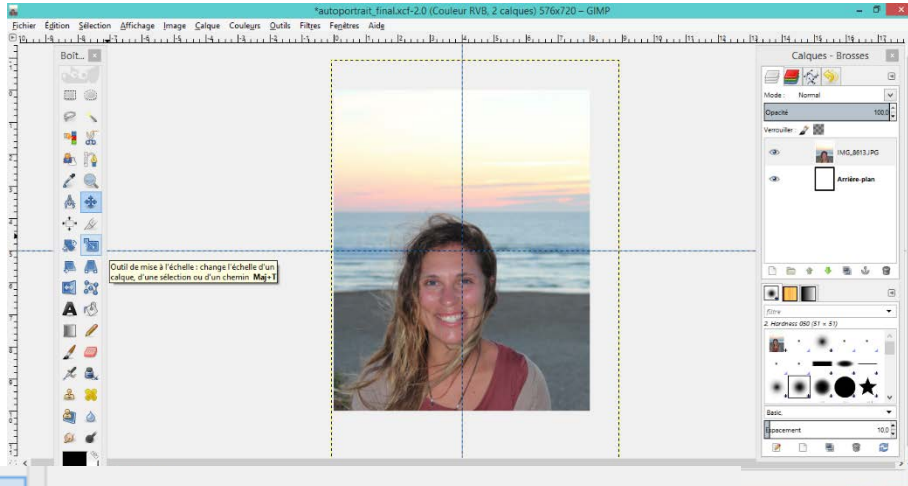 *autoportrait_final.xcf-2.0 (Couleur RVB, 2 calques) 576x720 – GIMP
Fichier Édition Sélection Affichage Image Calque Couleurs Outils Filtres Fenêtres Aide
Boît...
Calques - Brosses
Mode : Normal
Opacité 100,0
Verrouiller :
IMG_8613.JPG
Arrière-plan
Outil de mise à l'échelle : change l'échelle d'un
calque, d'une sélection ou d'un chemin Maj+T
filtre
2. Hardness 050 (51 × 51)
Basic,
Espacement 10,0